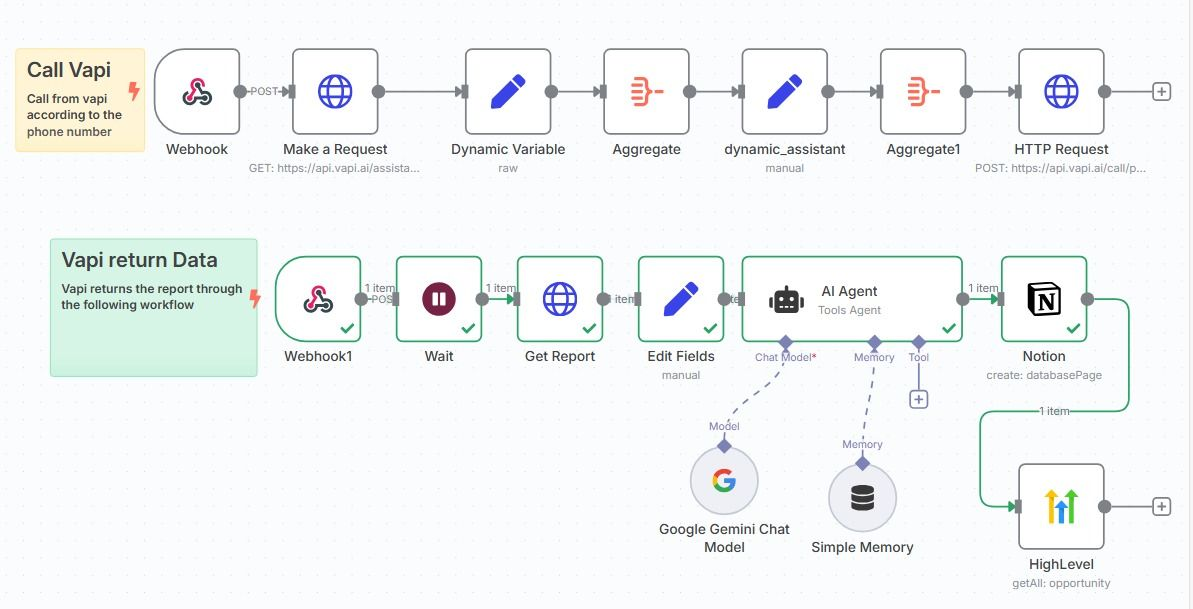 Call Vapi
Call from vapi
according to the
phone number
POST
Webhook
Make a Request
GET: https://api.vapi.ai/assista...
Dynamic Variable
raw
Aggregate
dynamic_assistant
manual
Aggregate1
HTTP Request
POST: https://api.vapi.ai/call/p...
Vapi return Data
Vapi returns the report through
the following workflow
1 item
POS
1 item
item
ite
1 item
Webhook1
Wait
Get Report
Edit Fields
manual
AI Agent
Tools Agent
Chat Model*
Memory
Tool
Notion
create: databasePage
1 item
Model
Memory
Google Gemini Chat
Model
Simple Memory
HighLevel
getAll: opportunity